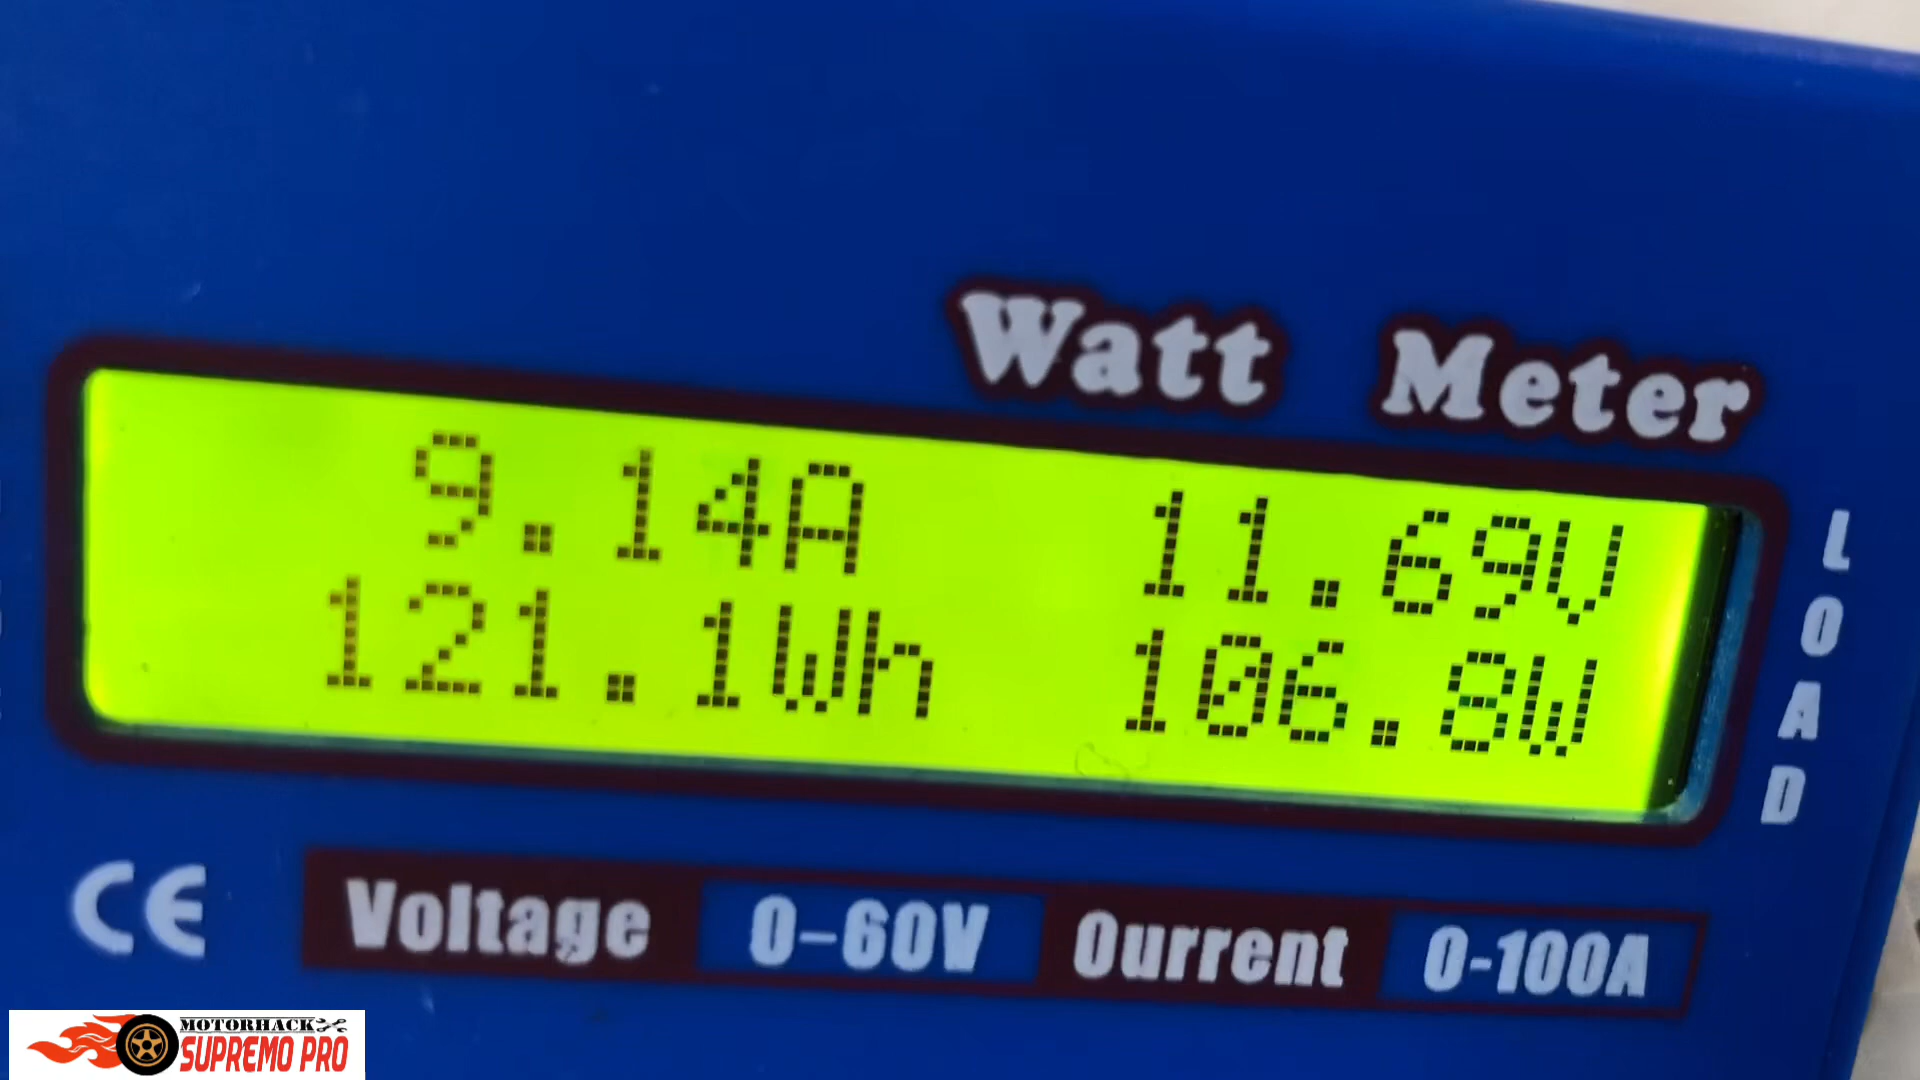 Watt Meter
9.14A 11.69V
121.1Wh 106.8W
LOAD
CE Voltage 0-60V Ourrent 0-100A
MOTORHACK
SUPREMO PRO